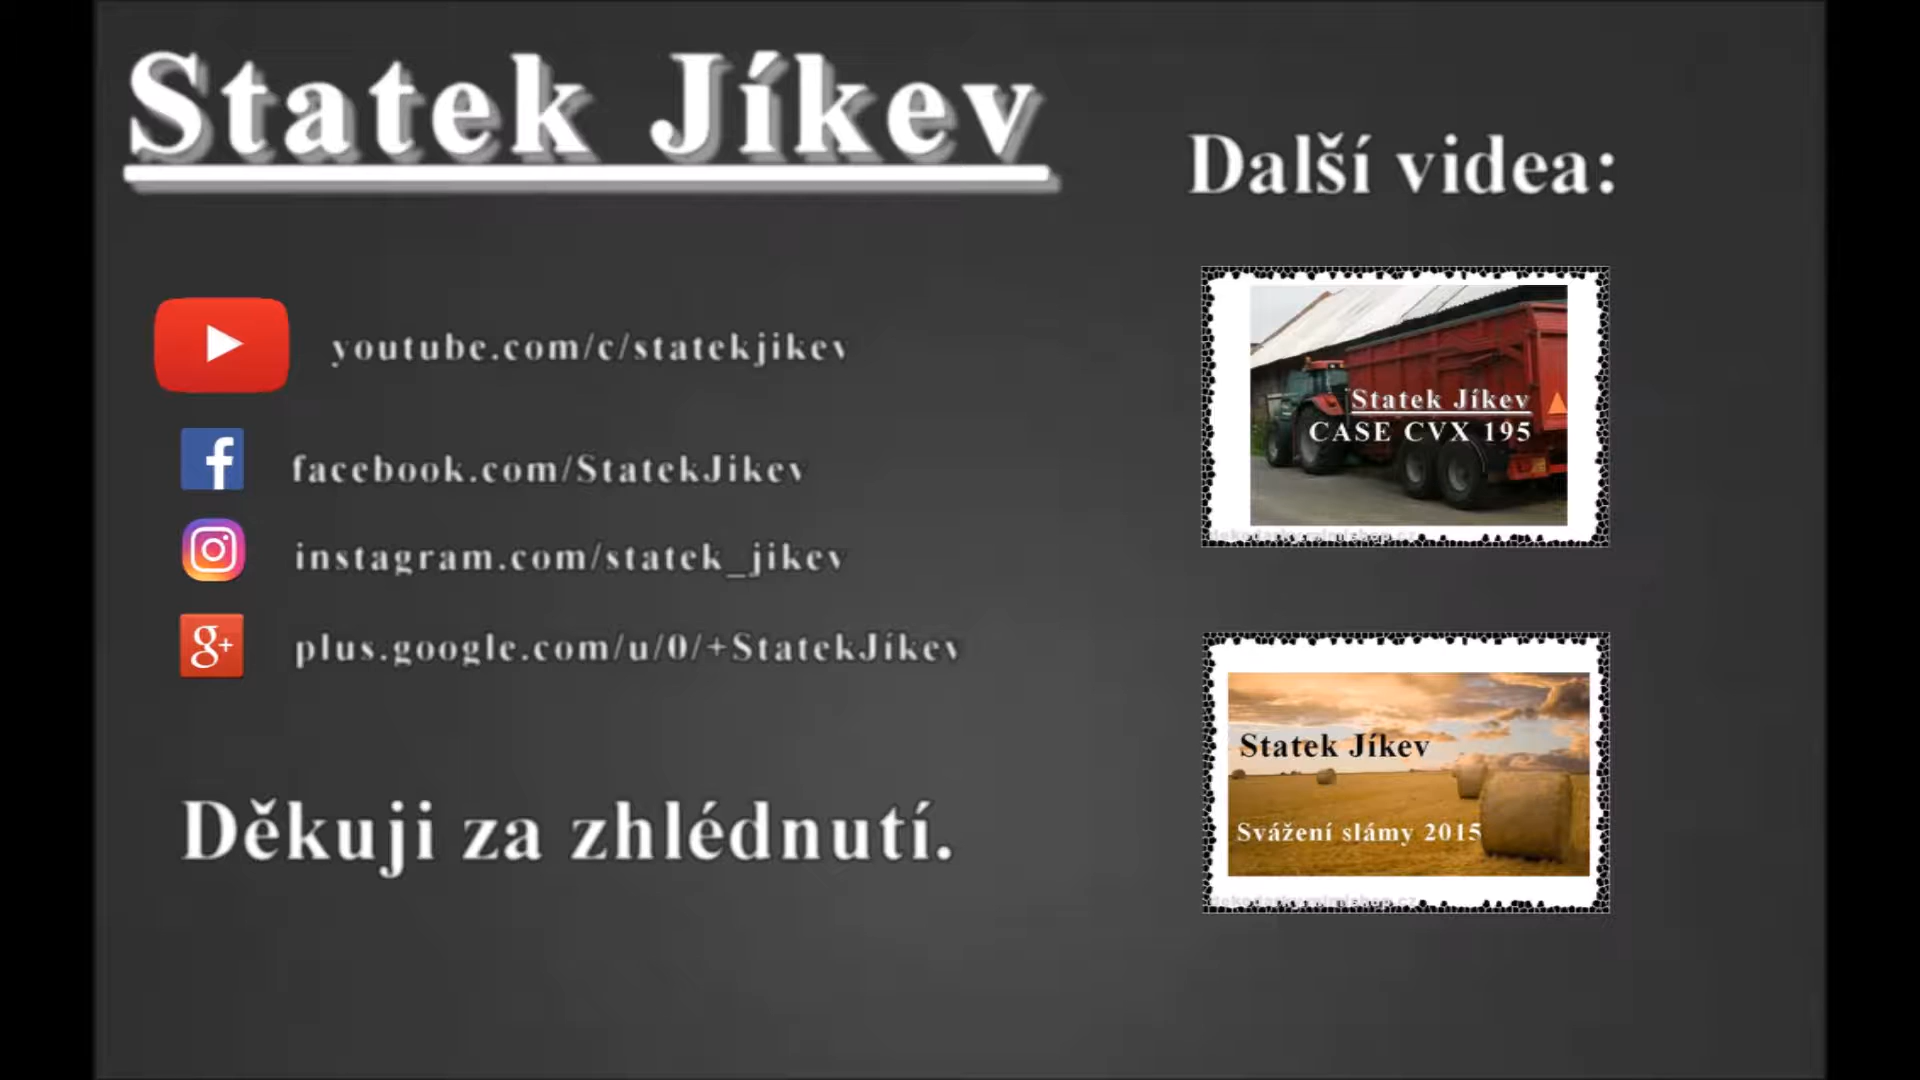 Statek Jíkev
youtube.com/c/statekjikev
facebook.com/StatekJikev
instagram.com/statek_jikev
plus.google.com/u/0/+StatekJíkev
Děkuji za zhlédnutí.
Další videa:
Statek Jíkev
CASE CVX 195
Statek Jíkev
Svážení slámy 2015